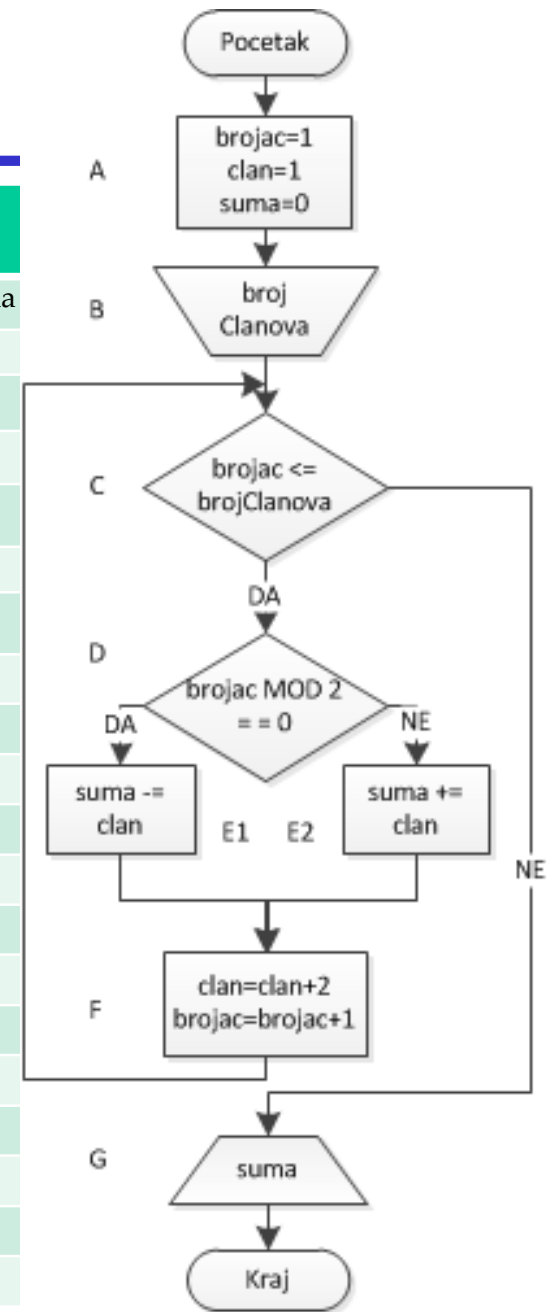 Pocetak
A
brojac=1
clan=1
suma=0
B
broj
Clanova
C
brojac <=
brojClanova
DA
D
brojac MOD 2
= = 0
DA
NE
suma -=
clan
E1
E2
suma +=
clan
NE
F
clan=clan+2
brojac=brojac+1
G
suma
Kraj